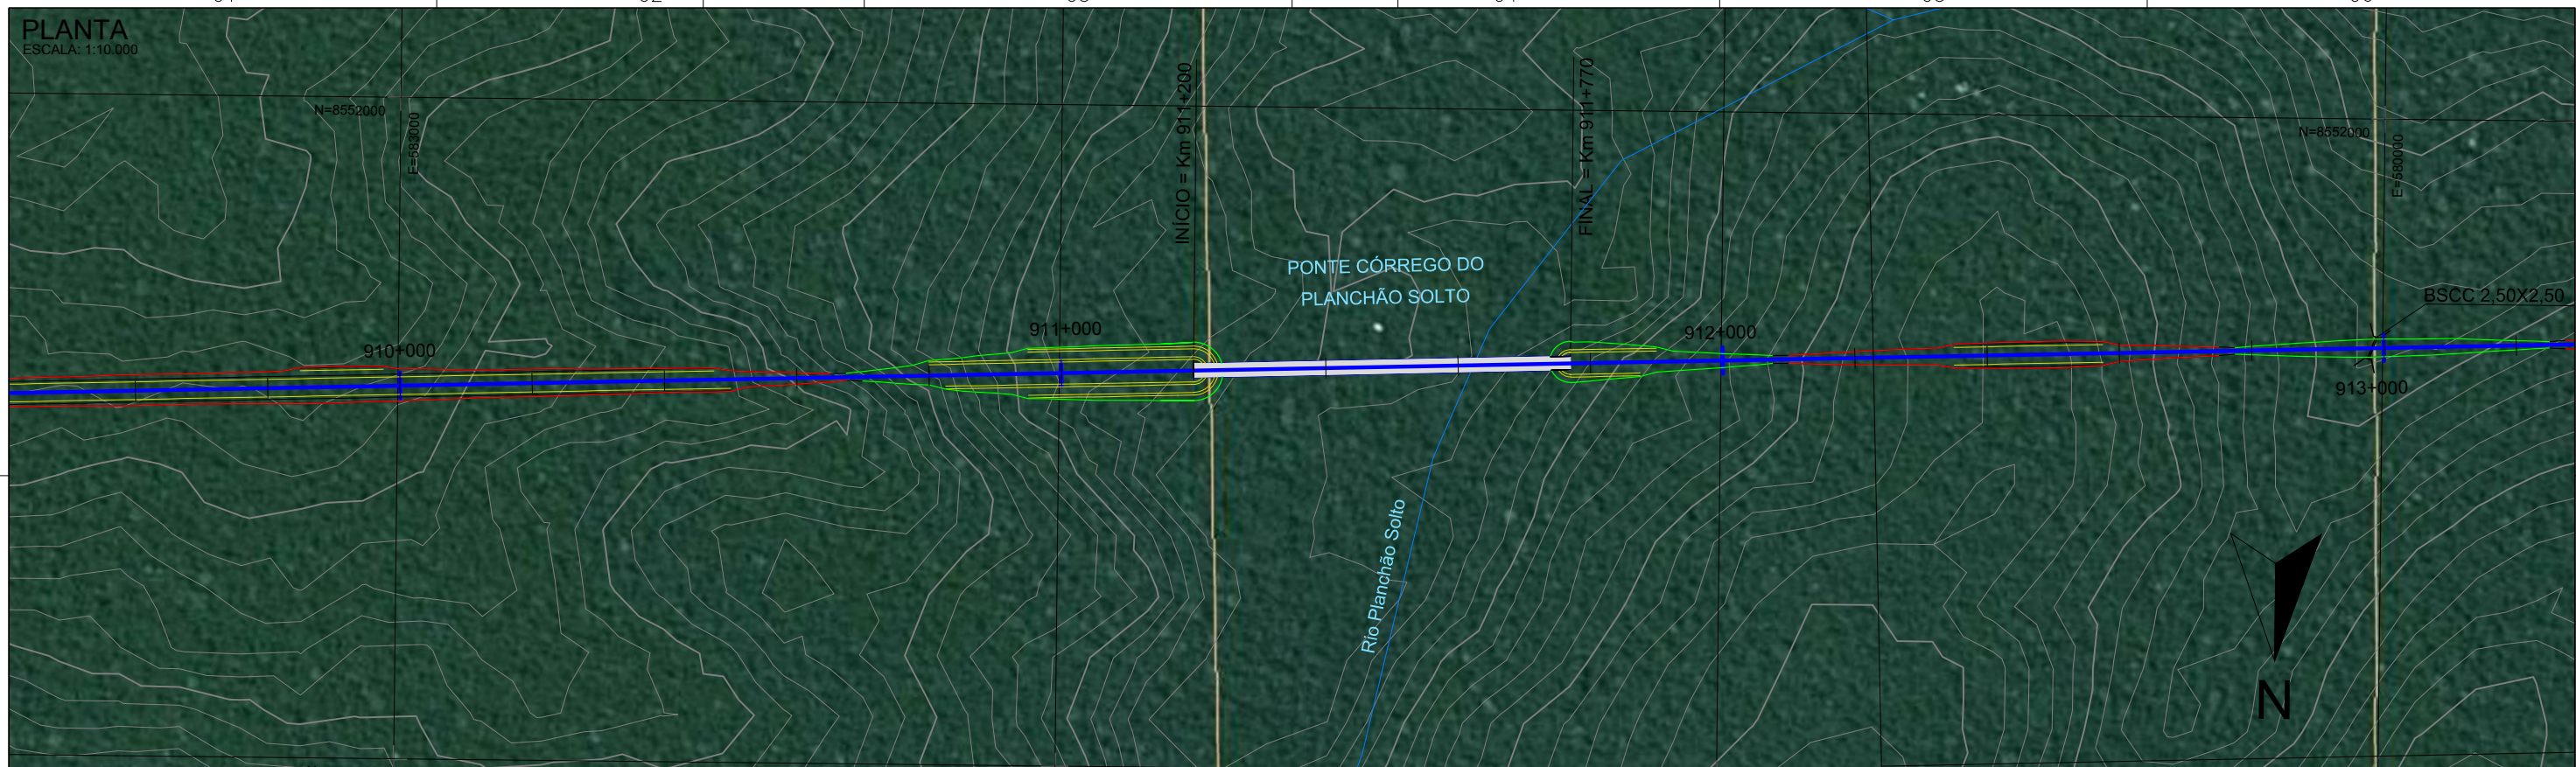 PLANTA
ESCALA: 1:10.000
N=8552000
E=583000
INÍCIO = Km 911+200
FINAL = Km 911+770
N=8552000
E=580000
PONTE CÓRREGO DO
PLANCHÃO SOLTO
BSCC 2,50X2,50
910+000
911+000
912+000
913+000
Rio Planchão Solto
N